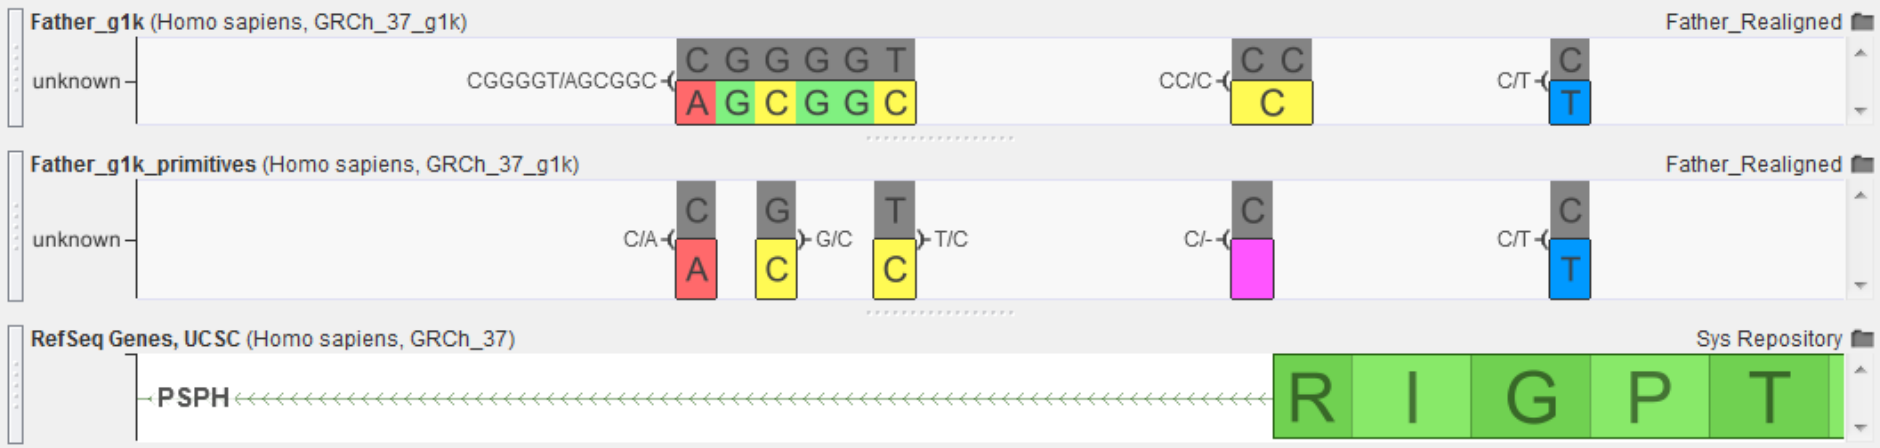 Father_g1k (Homo sapiens, GRCh_37_g1k) Father_Realigned
C G G G G T C C C
unknown CGGGGT/AGCGGC CC/C C/T
A G C G G C C T
Father_g1k_primitives (Homo sapiens, GRCh_37_g1k) Father_Realigned
C G T C C
unknown C/A G/C T/C C/- C/T
A C C T
RefSeq Genes, UCSC (Homo sapiens, GRCh_37) Sys Repository
PSPH R I G P T